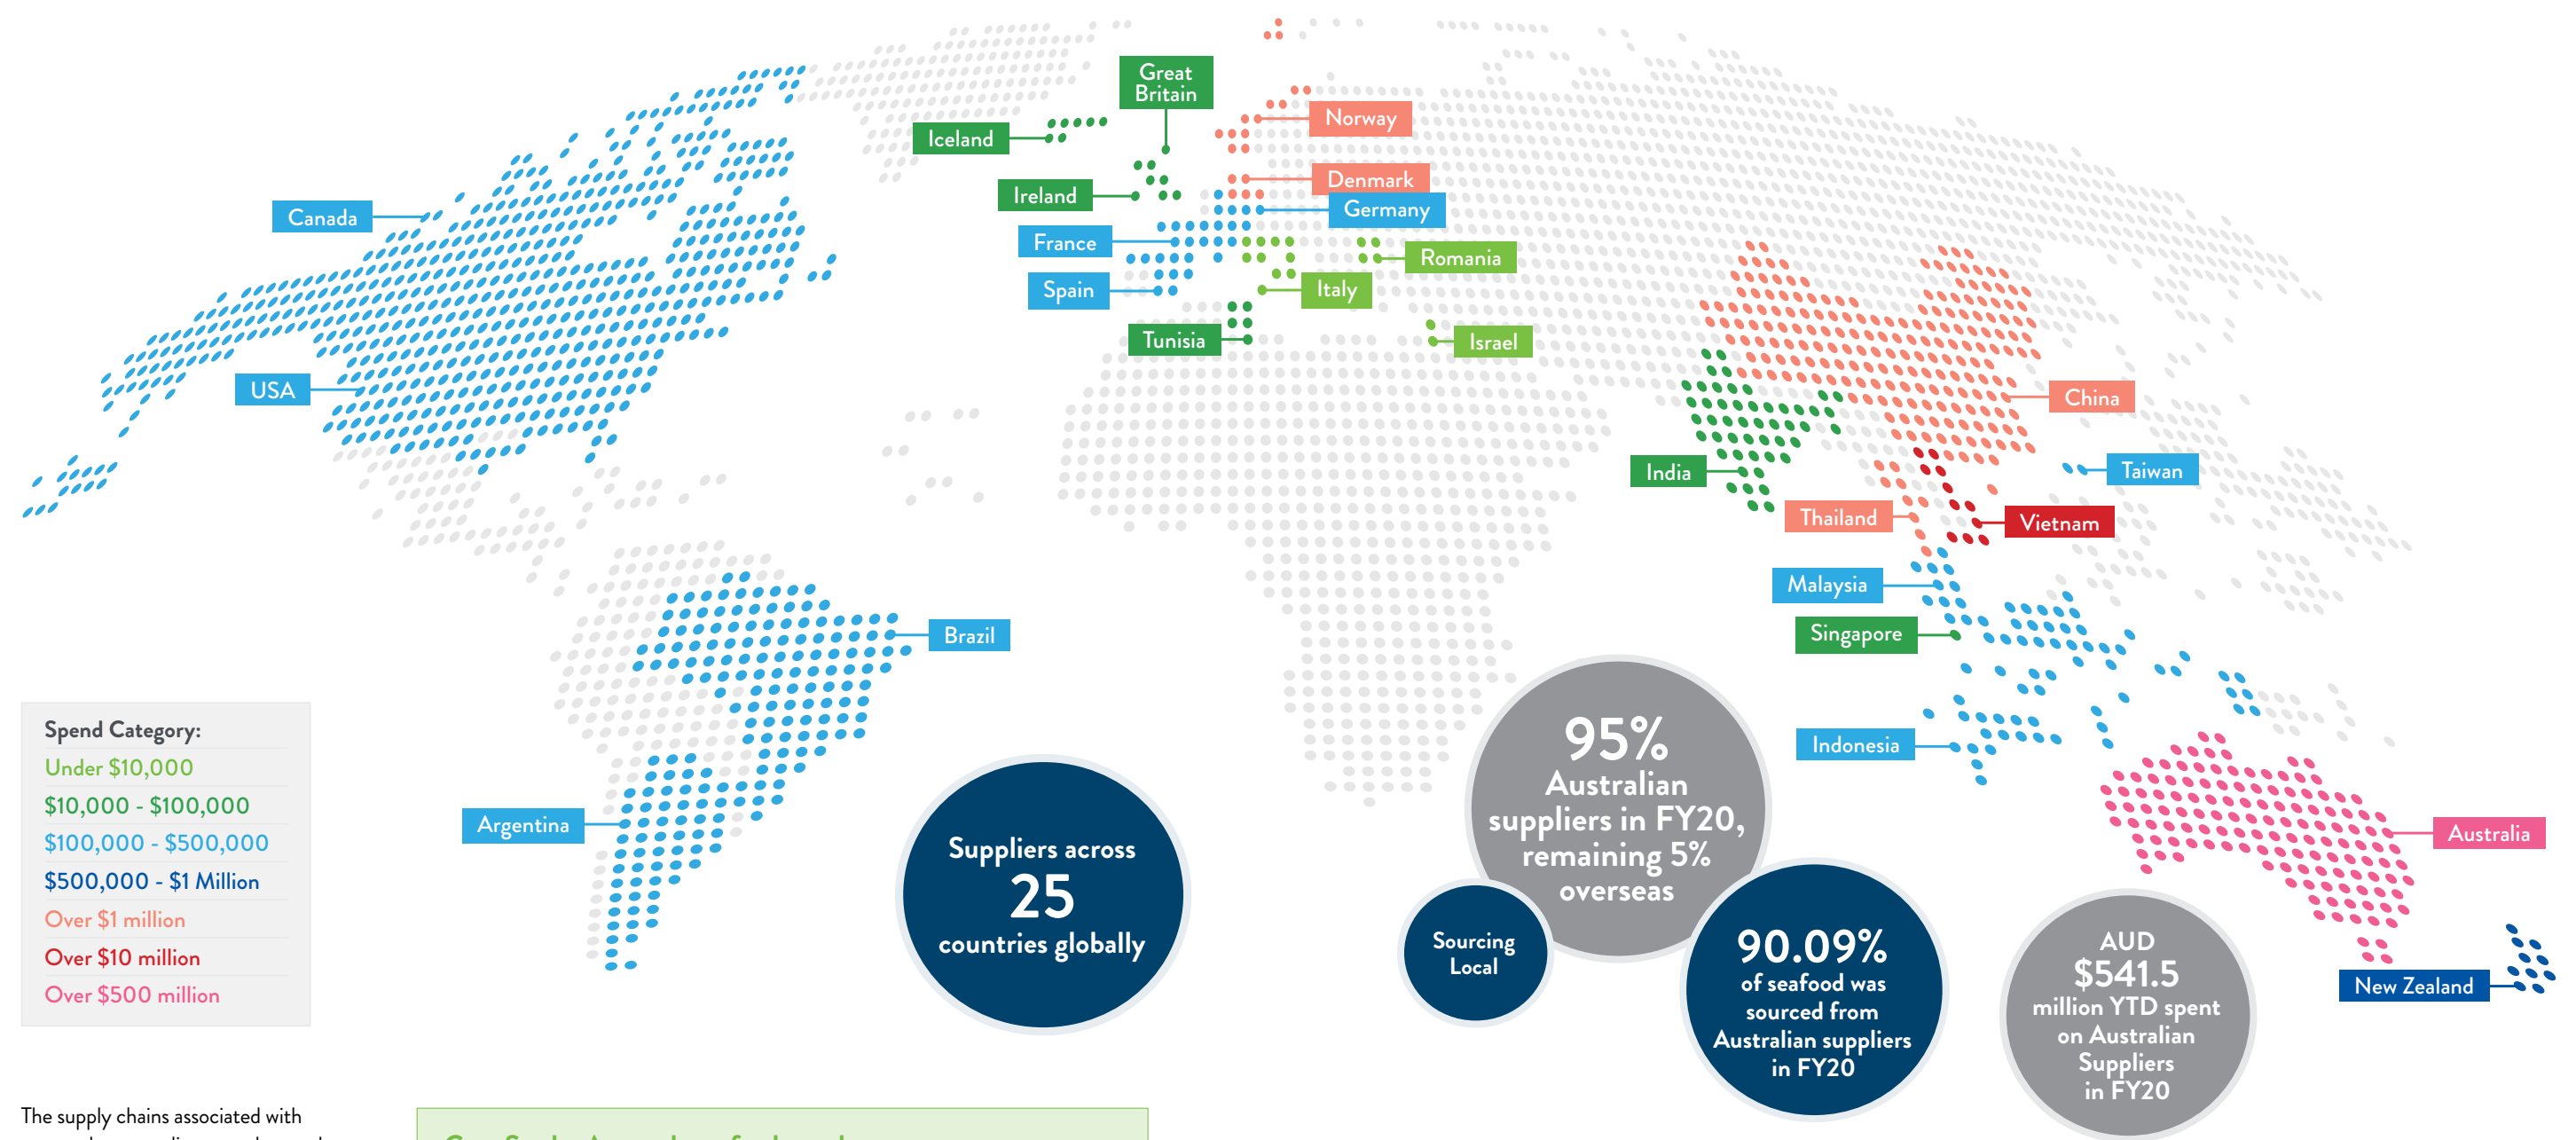 Great
Britain
Iceland
Norway
Denmark
Ireland
Germany
Canada
France
Romania
Spain
Italy
Tunisia
Israel
USA
China
India
Taiwan
Thailand
Vietnam
Malaysia
Singapore
Brazil
Indonesia
Argentina
Australia
New Zealand
Spend Category:
Under $10,000
$10,000 - $100,000
$100,000 - $500,000
$500,000 - $1 Million
Over $1 million
Over $10 million
Over $500 million
Suppliers across
25
countries globally
95%
Australian
suppliers in FY20,
remaining 5%
overseas
Sourcing
Local
90.09%
of seafood was
sourced from
Australian suppliers
in FY20
AUD
$541.5
million YTD spent
on Australian
Suppliers
in FY20
The supply chains associated with